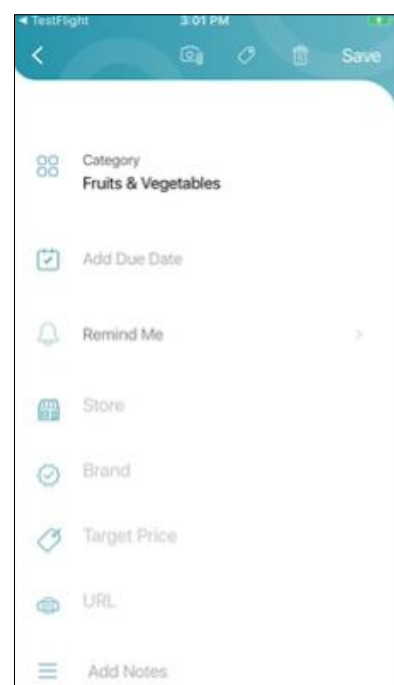 TestFlight
3:01 PM
Save
Category
Fruits & Vegetables
Add Due Date
Remind Me
Store
Brand
Target Price
URL
Add Notes